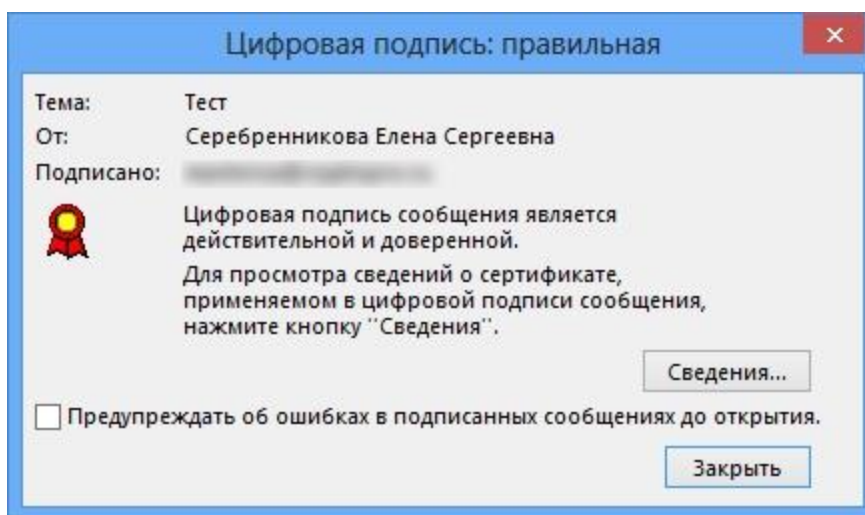 Цифровая подпись: правильная
Тема: Тест
От: Серебренникова Елена Сергеевна
Подписано:
Цифровая подпись сообщения является
действительной и доверенной.
Для просмотра сведений о сертификате,
применяемом в цифровой подписи сообщения,
нажмите кнопку "Сведения".
Сведения...
Предупреждать об ошибках в подписанных сообщениях до открытия.
Закрыть